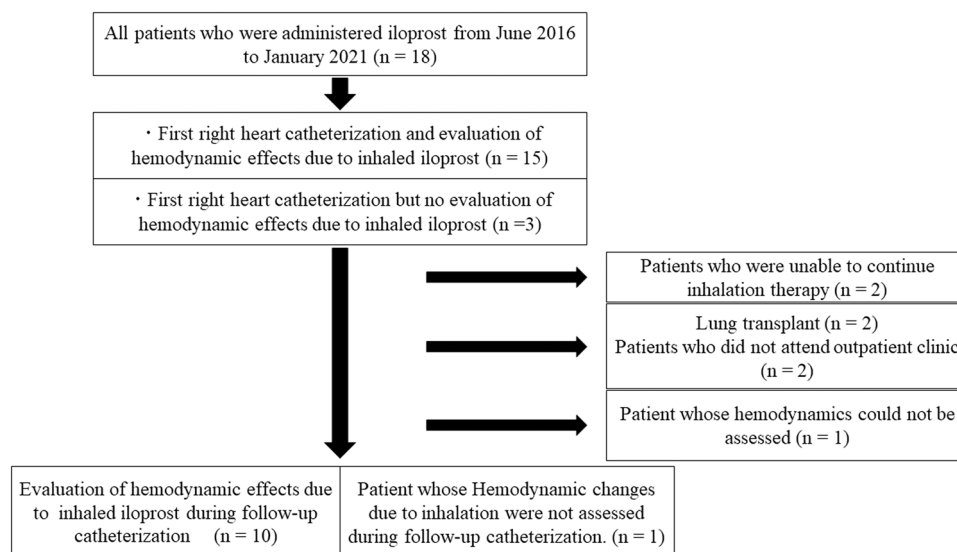 All patients who were administered iloprost from June 2016
to January 2021 (n = 18)
・First right heart catheterization and evaluation of
hemodynamic effects due to inhaled iloprost (n = 15)
・First right heart catheterization but no evaluation of
hemodynamic effects due to inhaled iloprost (n =3)
Patients who were unable to continue
inhalation therapy (n = 2)
Lung transplant (n = 2)
Patients who did not attend outpatient clinic
(n = 2)
Patient whose hemodynamics could not be
assessed (n = 1)
Evaluation of hemodynamic effects due
to inhaled iloprost during follow-up
catheterization (n = 10)
Patient whose Hemodynamic changes
due to inhalation were not assessed
during follow-up catheterization. (n = 1)